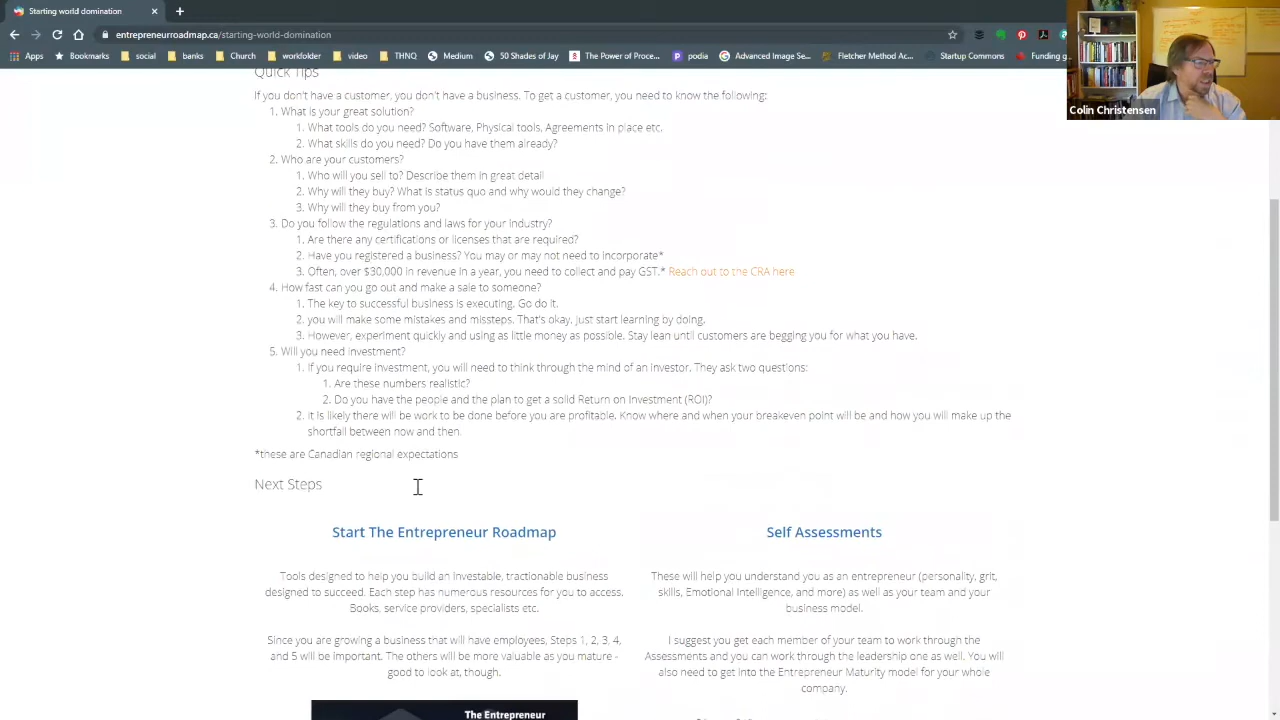 Starting world domination
entrepreneurroadmap.ca/starting-world-domination
Apps Bookmarks social banks Church worldider video THNQ Medium 50 Shades of Jay The Power of Proce... podia Advanced Image Se... Fletcher Method Ac... Startup Commons Funding g
Colin Christensen
Quick Tips
If you don't have a customer, you don't have a business. To get a customer, you need to know the following:
1. What is your great solution?
1. What tools do you need? Software, Physical tools, Agreements in place etc.
2. What skills do you need? Do you have them already?
2. Who are your customers?
1. Who will you sell to? Describe them in great detail
2. Why will they buy? What is status quo and why would they change?
3. Why will they buy from you?
3. Do you follow the regulations and laws for your industry?
1. Are there any certifications or licenses that are required?
2. Have you registered a business? You may or may not need to incorporate*
3. Often, over $30,000 in revenue in a year, you need to collect and pay GST.* Reach out to the CRA here
4. How fast can you go out and make a sale to someone?
1. The key to successful business is executing. Go do it.
2. you will make some mistakes and missteps. That's okay, just start learning by doing.
3. However, experiment quickly and using as little money as possible. Stay lean until customers are begging you for what you have.
5. Will you need investment?
1. If you require investment, you will need to think through the mind of an investor. They ask two questions:
1. Are these numbers realistic?
2. Do you have the people and the plan to get a solid Return on Investment (ROI)?
2. It is likely there will be work to be done before you are profitable. Know where and when your breakeven point will be and how you will make up the
shortfall between now and then.
*these are Canadian regional expectations
Next Steps
Start The Entrepreneur Roadmap
Tools designed to help you build an investable, tractionable business
designed to succeed. Each step has numerous resources for you to access,
Books, service providers, specialists etc.
Since you are growing a business that will have employees, Steps 1, 2, 3, 4,
and 5 will be important. The others will be more valuable as you mature -
good to look at, though.
The Entrepreneur
Self Assessments
These will help you understand you as an entrepreneur (personality, grit,
skills, Emotional Intelligence, and more) as well as your team and your
business model.
I suggest you get each member of your team to work through the
Assessments and you can work through the leadership one as well. You will
also need to get into the Entrepreneur Maturity model for your whole
company.